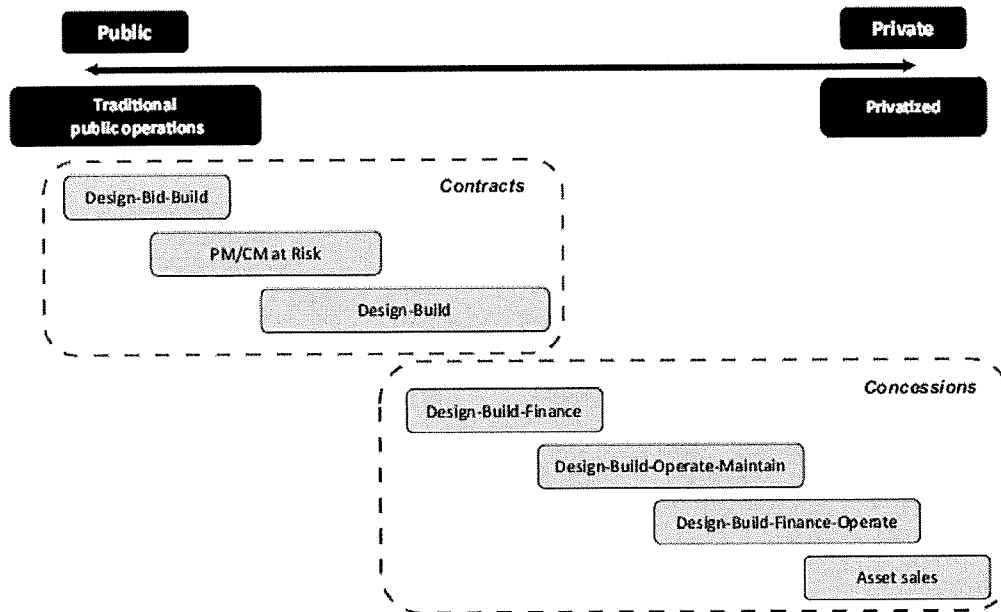 Public
Private
Traditional
public operations
Privatized
Contracts
Design-Bid-Build
PM/CM at Risk
Design-Build
Concessions
Design-Build-Finance
Design-Build-Operate-Maintain
Design-Build-Finance-Operate
Asset sales